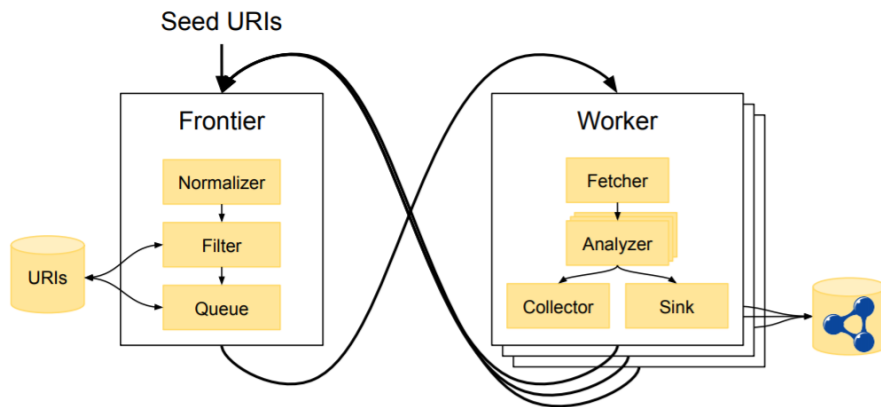 Seed URIs
Frontier
Normalizer
Filter
Queue
URIs
Worker
Fetcher
Analyzer
Collector
Sink